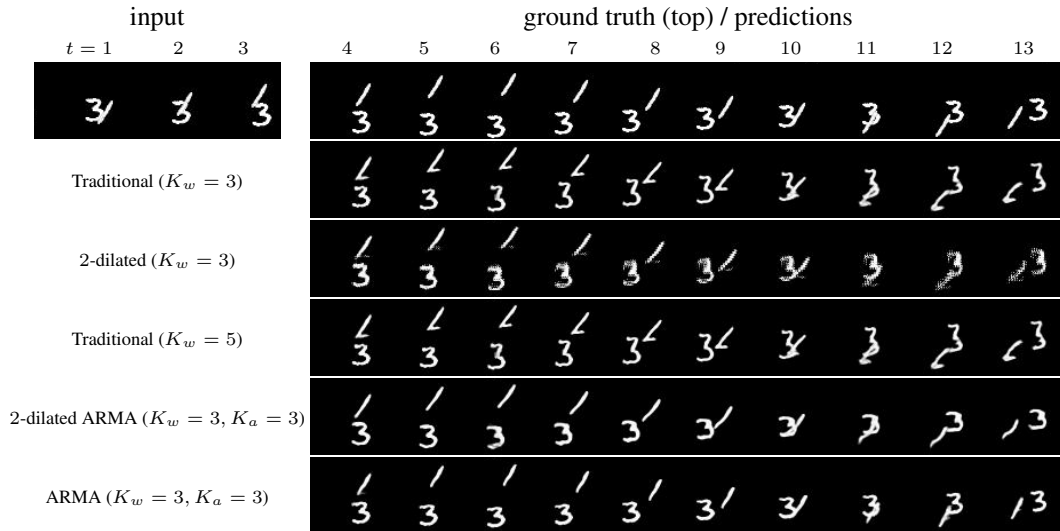 input ground truth (top) / predictions
t = 1 2 3 4 5 6 7 8 9 10 11 12 13
Traditional (K_w = 3)
2-dilated (K_w = 3)
Traditional (K_w = 5)
2-dilated ARMA (K_w = 3, K_a = 3)
ARMA (K_w = 3, K_a = 3)